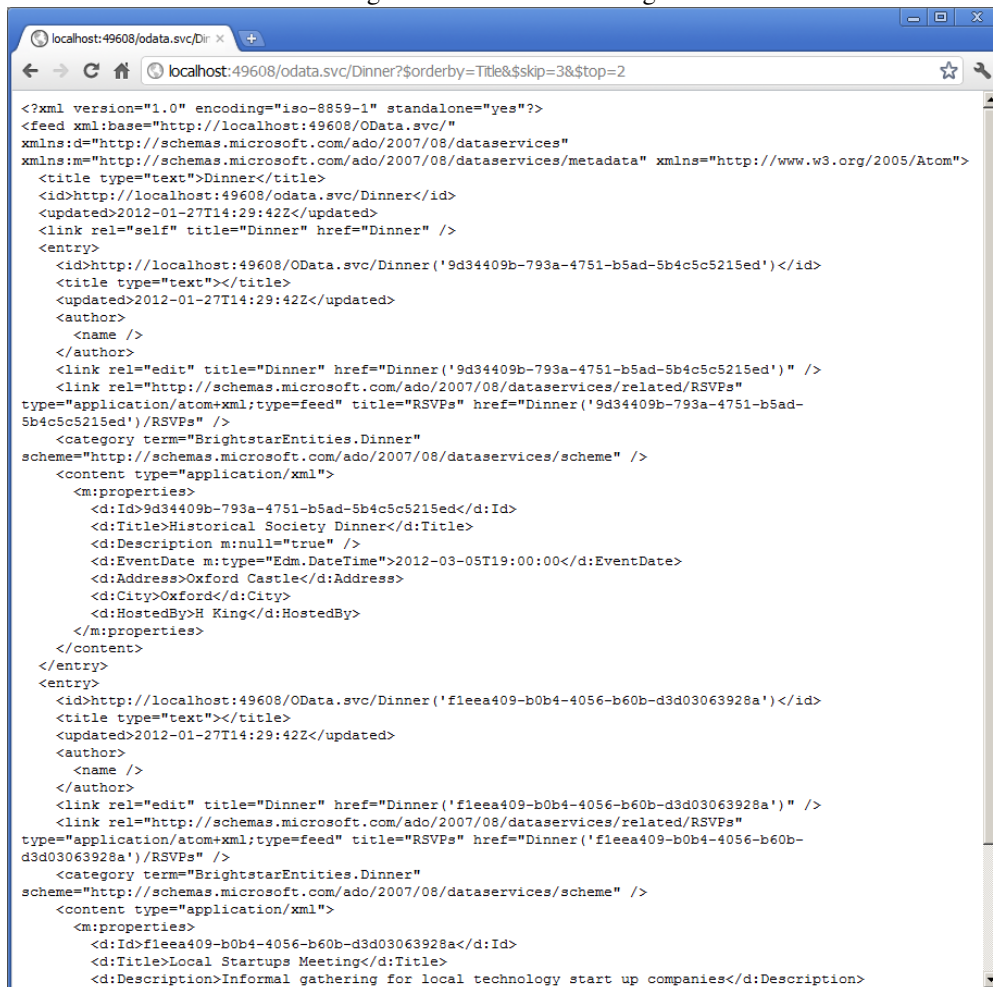 localhost:49608/odata.svc/Din
localhost:49608/odata.svc/Dinner?$orderby=Title&$skip=3&$top=2
<?xml version="1.0" encoding="iso-8859-1" standalone="yes"?>
<feed xml:base="http://localhost:49608/OData.svc/"
xmlns:d="http://schemas.microsoft.com/ado/2007/08/dataservices"
xmlns:m="http://schemas.microsoft.com/ado/2007/08/dataservices/metadata" xmlns="http://www.w3.org/2005/Atom">
  <title type="text">Dinner</title>
  <id>http://localhost:49608/odata.svc/Dinner</id>
  <updated>2012-01-27T14:29:42Z</updated>
  <link rel="self" title="Dinner" href="Dinner" />
  <entry>
    <id>http://localhost:49608/OData.svc/Dinner('9d34409b-793a-4751-b5ad-5b4c5c5215ed')</id>
    <title type="text"></title>
    <updated>2012-01-27T14:29:42Z</updated>
    <author>
      <name />
    </author>
    <link rel="edit" title="Dinner" href="Dinner('9d34409b-793a-4751-b5ad-5b4c5c5215ed')" />
    <link rel="http://schemas.microsoft.com/ado/2007/08/dataservices/related/RSVPs"
type="application/atom+xml;type=feed" title="RSVPs" href="Dinner('9d34409b-793a-4751-b5ad-
5b4c5c5215ed')/RSVPs" />
    <category term="BrightstarEntities.Dinner"
scheme="http://schemas.microsoft.com/ado/2007/08/dataservices/scheme" />
    <content type="application/xml">
      <m:properties>
        <d:Id>9d34409b-793a-4751-b5ad-5b4c5c5215ed</d:Id>
        <d:Title>Historical Society Dinner</d:Title>
        <d:Description m:null="true" />
        <d:EventDate m:type="Edm.DateTime">2012-03-05T19:00:00</d:EventDate>
        <d:Address>Oxford Castle</d:Address>
        <d:City>Oxford</d:City>
        <d:HostedBy>H King</d:HostedBy>
      </m:properties>
    </content>
  </entry>
  <entry>
    <id>http://localhost:49608/OData.svc/Dinner('f1eea409-b0b4-4056-b60b-d3d03063928a')</id>
    <title type="text"></title>
    <updated>2012-01-27T14:29:42Z</updated>
    <author>
      <name />
    </author>
    <link rel="edit" title="Dinner" href="Dinner('f1eea409-b0b4-4056-b60b-d3d03063928a')" />
    <link rel="http://schemas.microsoft.com/ado/2007/08/dataservices/related/RSVPs"
type="application/atom+xml;type=feed" title="RSVPs" href="Dinner('f1eea409-b0b4-4056-b60b-
d3d03063928a')/RSVPs" />
    <category term="BrightstarEntities.Dinner"
scheme="http://schemas.microsoft.com/ado/2007/08/dataservices/scheme" />
    <content type="application/xml">
      <m:properties>
        <d:Id>f1eea409-b0b4-4056-b60b-d3d03063928a</d:Id>
        <d:Title>Local Startups Meeting</d:Title>
        <d:Description>Informal gathering for local technology start up companies</d:Description>